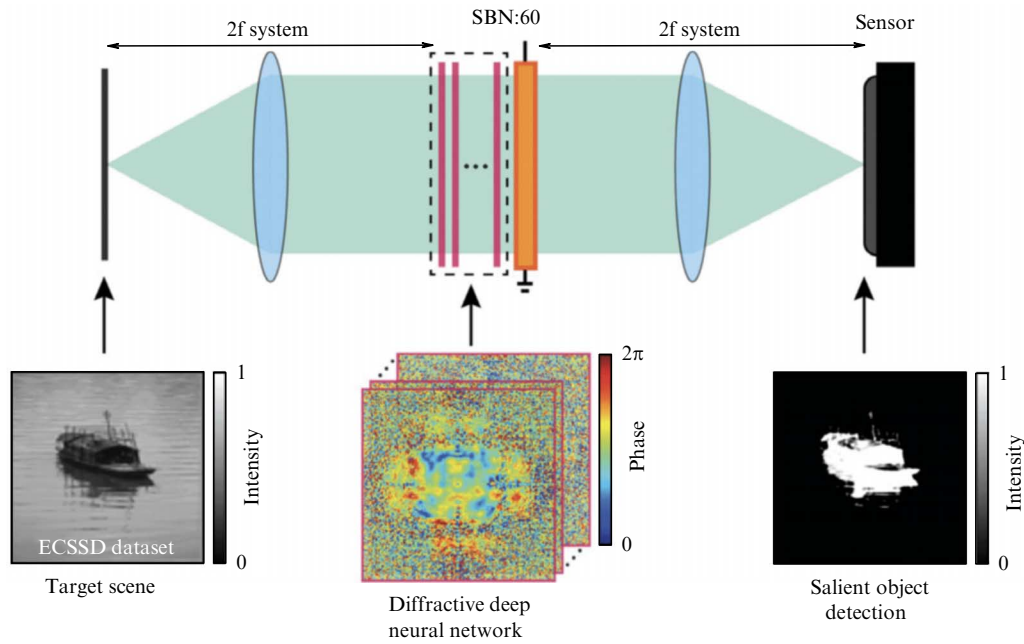 SBN:60
2f system
2f system
Sensor
...
2π
Phase
0
1
Intensity
0
ECSSD dataset
1
Intensity
0
Target scene
Diffractive deep
neural network
Salient object
detection